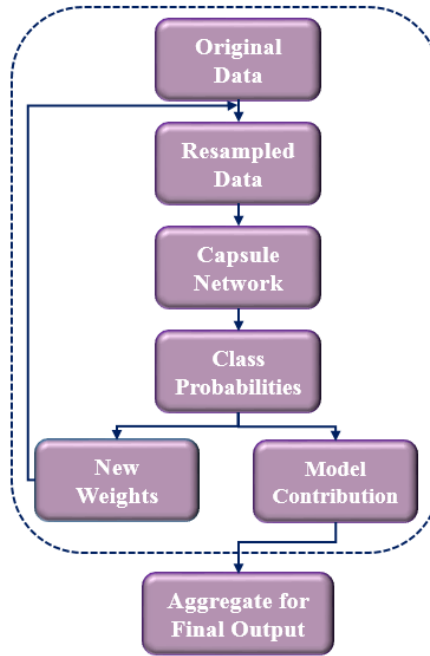 Original
Data
Resampled
Data
Capsule
Network
Class
Probabilities
New
Weights
Model
Contribution
Aggregate for
Final Output